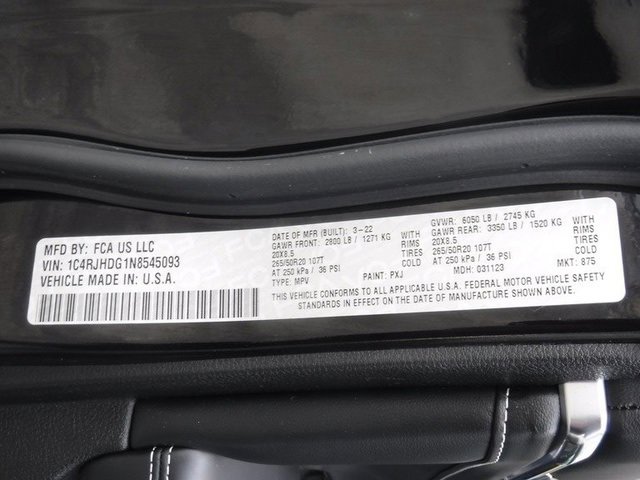 MFD BY: FCA US LLC
VIN: 1C4RJHDG1N8545093
VEHICLE MADE IN: U.S.A.
DATE OF MFR (BUILT): 3-22
GAWR FRONT: 2800 LB / 1271 KG WITH
20X8.5 RIMS
265/50R20 107T TIRES
AT 250 kPa / 36 PSI COLD
TYPE: MPV PAINT: PXJ
GVWR: 6050 LB / 2745 KG
GAWR REAR: 3350 LB / 1520 KG WITH
20X8.5 RIMS
265/50R20 107T TIRES
AT 250 kPa / 36 PSI COLD
MDH: 031123 MKT: 875
THIS VEHICLE CONFORMS TO ALL APPLICABLE U.S.A. FEDERAL MOTOR VEHICLE SAFETY
STANDARDS IN EFFECT ON THE DATE OF MANUFACTURE SHOWN ABOVE.